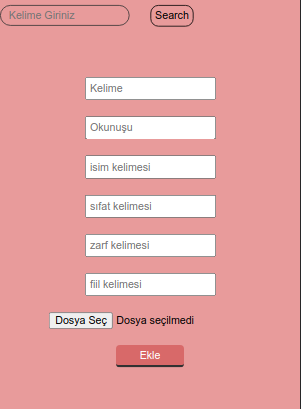 Kelime Giriniz Search
Kelime
Okunuşu
isim kelimesi
sıfat kelimesi
zarf kelimesi
fiil kelimesi
Dosya Seç Dosya seçilmedi
Ekle